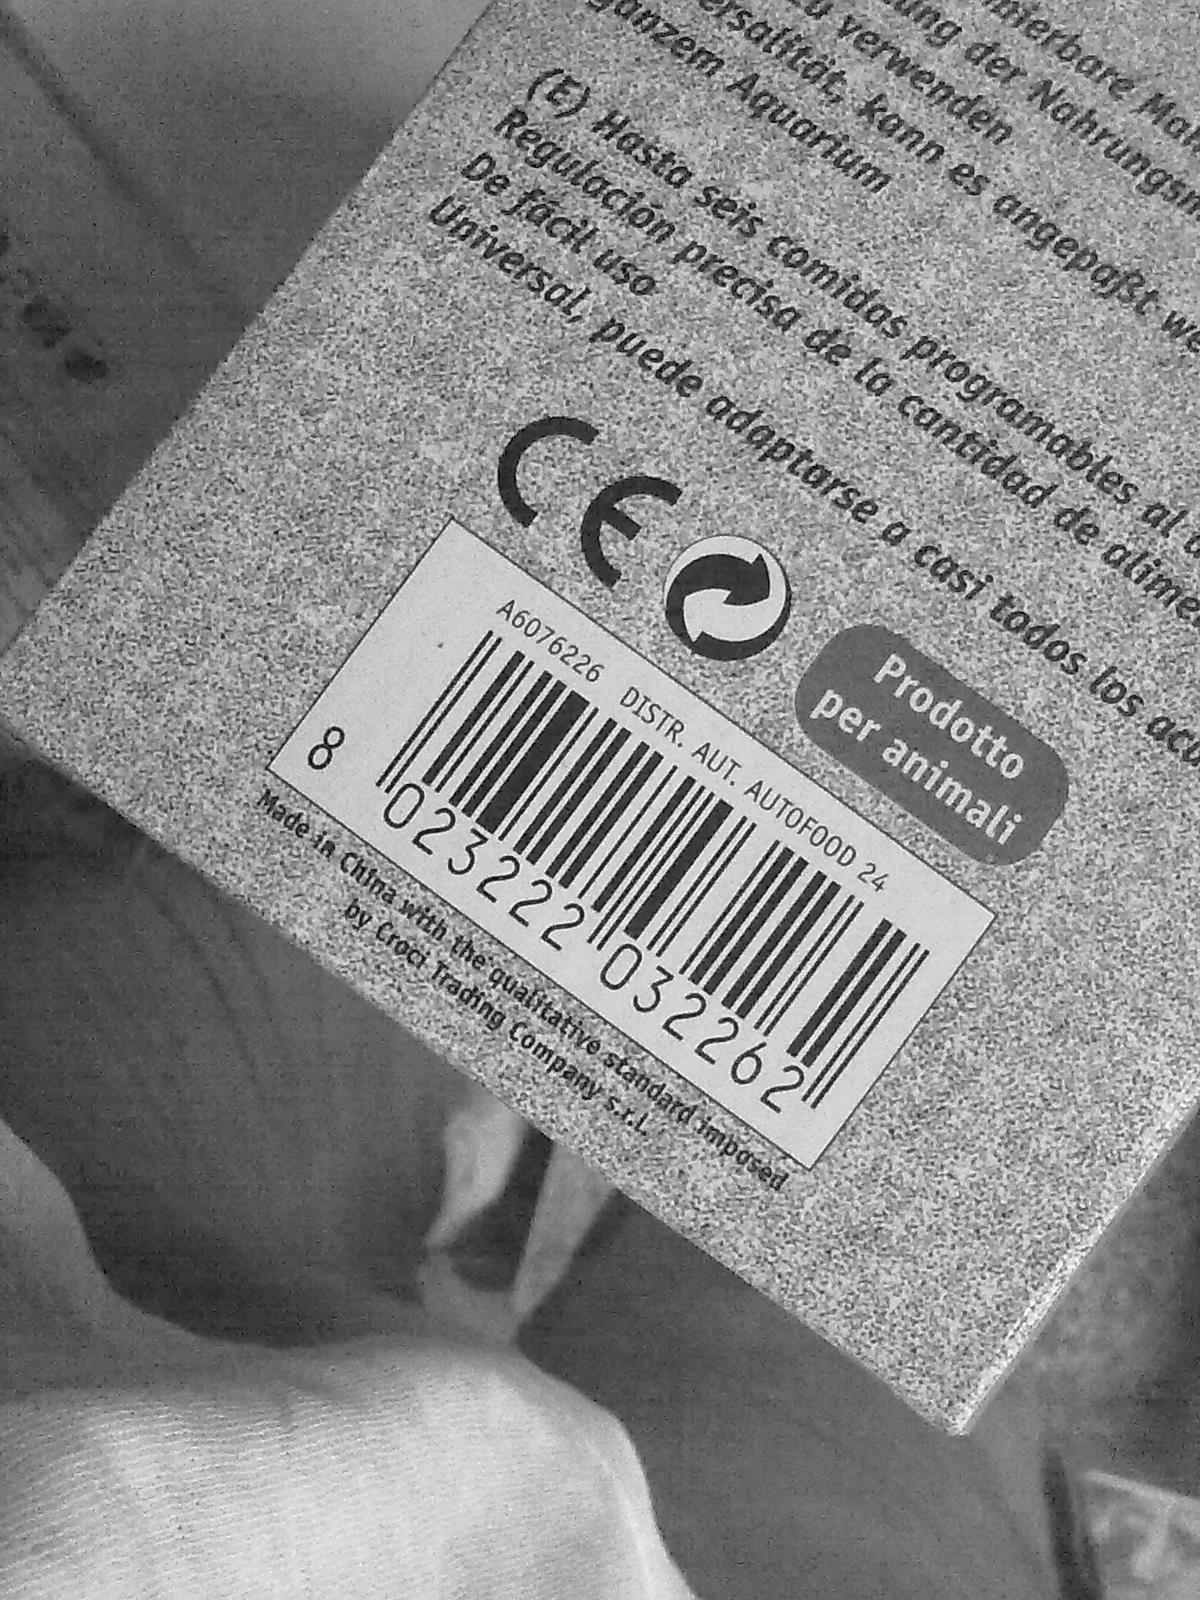 mierbare
ung der Nahrungsm
zu verwenden
ersalität, kann es angepaßt we
ganzem Aquarium
(E) Hasta seis comidas programables al
Regulación precisa de la cantidad de alime
De fácil uso
Universal, puede adaptarse a casi todos los acu
CE
Prodotto
per animali
A6076226 DISTR. AUT. AUTOFOOD 24
8 023222 032262
Made in China with the qualitative standard imposed
by Croci Trading Company s.r.l.